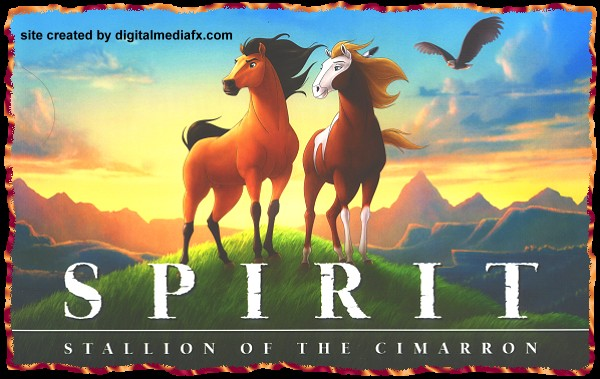 site created by digitalmediafx.com
SPIRIT
STALLION OF THE CIMARRON